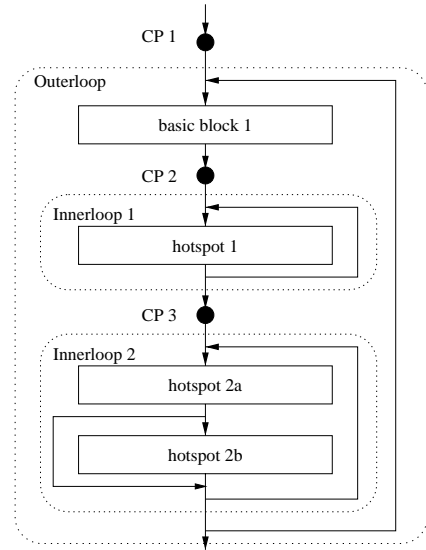 CP 1
Outerloop
basic block 1
CP 2
Innerloop 1
hotspot 1
CP 3
Innerloop 2
hotspot 2a
hotspot 2b